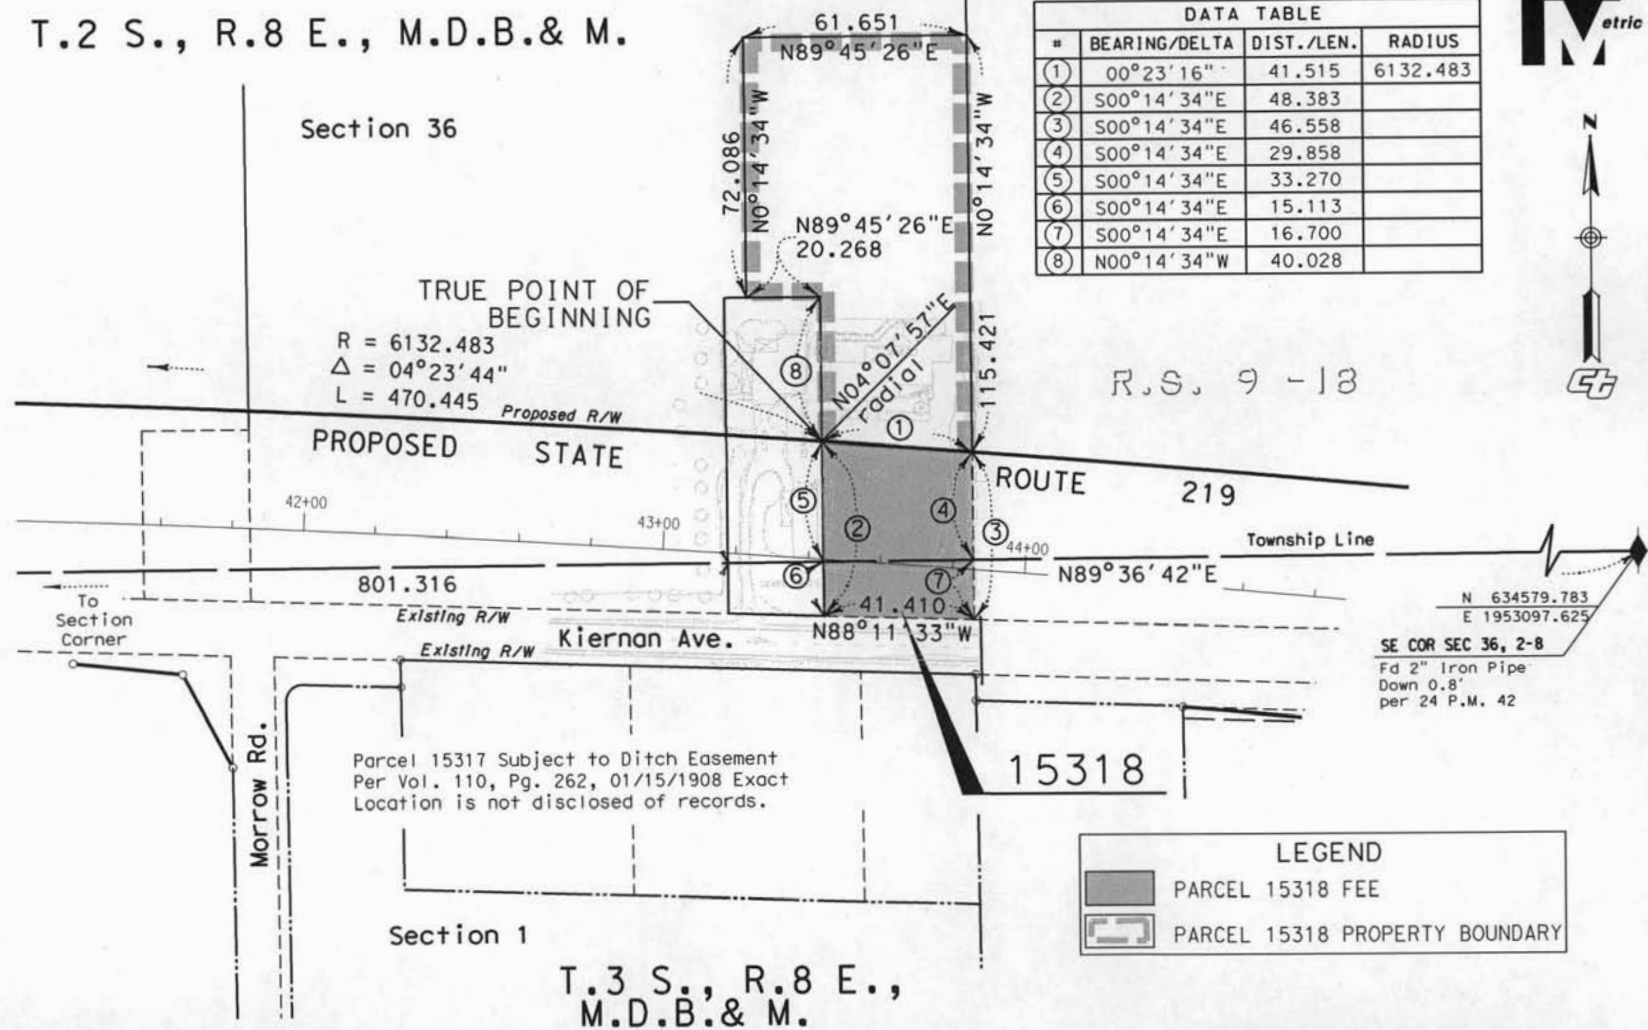 T.2 S., R.8 E., M.D.B.& M.
Section 36
61.651
N89°45'26"E
72.086
N0°14'34"W
N0°14'34"W
N89°45'26"E
20.268
DATA TABLE
# BEARING/DELTA DIST./LEN. RADIUS
1 00°23'16" 41.515 6132.483
2 S00°14'34"E 48.383
3 S00°14'34"E 46.558
4 S00°14'34"E 29.858
5 S00°14'34"E 33.270
6 S00°14'34"E 15.113
7 S00°14'34"E 16.700
8 N00°14'34"W 40.028
Metric
N
TRUE POINT OF
BEGINNING
R = 6132.483
Δ = 04°23'44"
L = 470.445
8
N04°07'57"E
radial
1
115.421
R.S. 9-18
Proposed R/W
PROPOSED STATE ROUTE 219
42+00
43+00
44+00
5
2
4
3
6
7
Township Line
N89°36'42"E
801.316
To
Section
Corner
Existing R/W
Existing R/W
Kiernan Ave.
41.410
N88°11'33"W
N 634579.783
E 1953097.625
SE COR SEC 36, 2-8
Fd 2" Iron Pipe
Down 0.8'
per 24 P.M. 42
Morrow Rd.
Parcel 15317 Subject to Ditch Easement
Per Vol. 110, Pg. 262, 01/15/1908 Exact
Location is not disclosed of records.
15318
LEGEND
PARCEL 15318 FEE
PARCEL 15318 PROPERTY BOUNDARY
Section 1
T.3 S., R.8 E.,
M.D.B.& M.